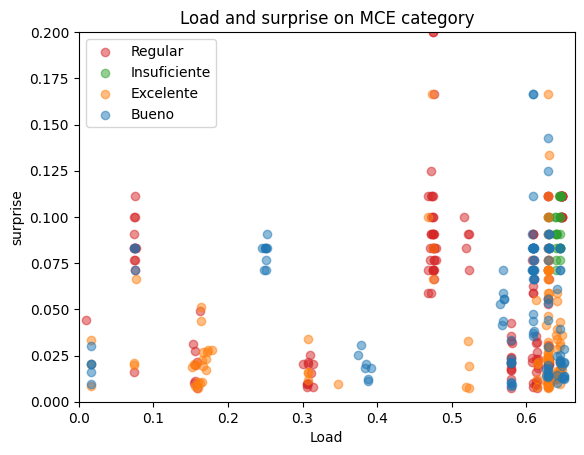 Load and surprise on MCE category
0.200
0.175
0.150
0.125
0.100
0.075
0.050
0.025
0.000
surprise
Regular
Insuficiente
Excelente
Bueno
0.0 0.1 0.2 0.3 0.4 0.5 0.6
Load